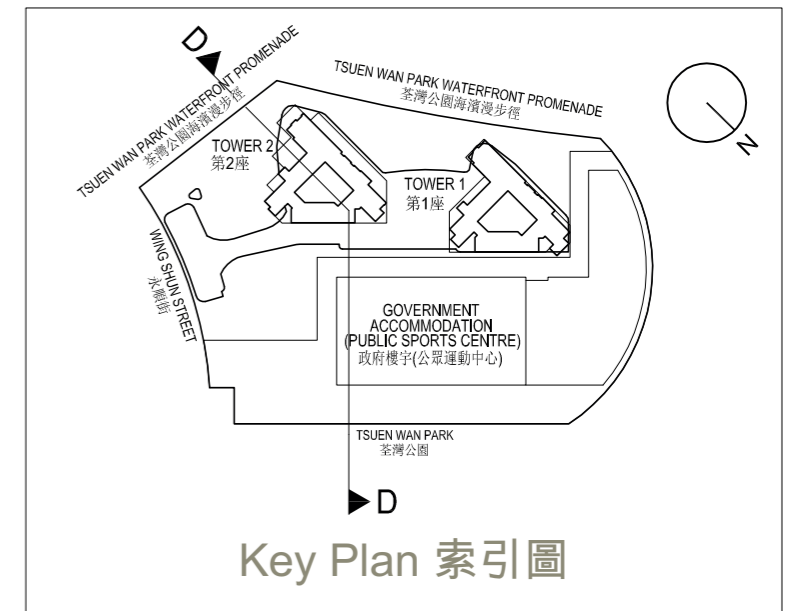 D
TSUEN WAN PARK WATERFRONT PROMENADE
荃灣公園海濱漫步徑
TSUEN WAN PARK WATERFRONT PROMENADE
荃灣公園海濱漫步徑
N
TOWER 2
第2座
TOWER 1
第1座
WING SHUN STREET
永順街
GOVERNMENT
ACCOMMODATION
(PUBLIC SPORTS CENTRE)
政府樓宇(公眾運動中心)
TSUEN WAN PARK
荃灣公園
D
Key Plan 索引圖